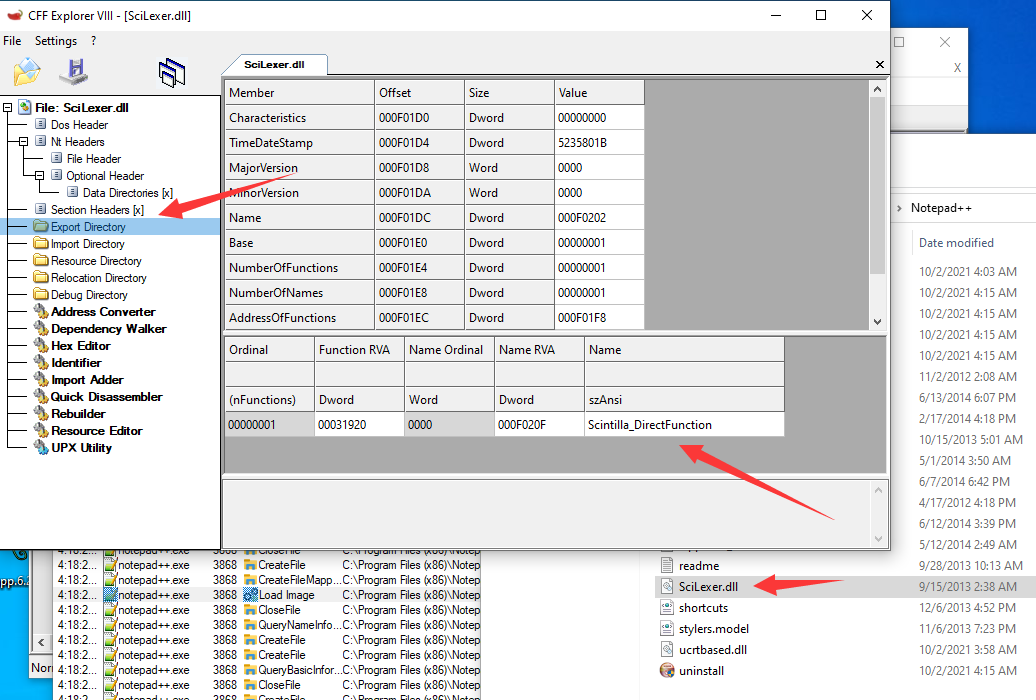 CFF Explorer VIII - [SciLexer.dll]
File Settings ?
SciLexer.dll
File: SciLexer.dll
Dos Header
Nt Headers
File Header
Optional Header
Data Directories [x]
Section Headers [x]
Export Directory
Import Directory
Resource Directory
Relocation Directory
Debug Directory
Address Converter
Dependency Walker
Hex Editor
Identifier
Import Adder
Quick Disassembler
Rebuilder
Resource Editor
UPX Utility
Member Offset Size Value
Characteristics 000F01D0 Dword 00000000
TimeDateStamp 000F01D4 Dword 5235801B
MajorVersion 000F01D8 Word 0000
MinorVersion 000F01DA Word 0000
Name 000F01DC Dword 000F0202
Base 000F01E0 Dword 00000001
NumberOfFunctions 000F01E4 Dword 00000001
NumberOfNames 000F01E8 Dword 00000001
AddressOfFunctions 000F01EC Dword 000F01F8
Ordinal Function RVA Name Ordinal Name RVA Name
(nFunctions) Dword Word Dword szAnsi
00000001 00031920 0000 000F020F Scintilla_DirectFunction
X
› Notepad++
Date modified
10/2/2021 4:03 AM
10/2/2021 4:15 AM
10/2/2021 4:15 AM
10/2/2021 4:15 AM
10/2/2021 4:15 AM
11/2/2012 2:08 AM
6/13/2014 6:07 PM
2/17/2014 4:18 PM
10/15/2013 5:01 AM
5/1/2014 3:50 AM
6/7/2014 6:42 PM
4/17/2012 4:18 PM
6/12/2014 3:39 PM
5/12/2014 2:49 AM
readme 9/28/2013 10:13 AM
SciLexer.dll 9/15/2013 2:38 AM
shortcuts 12/6/2013 4:52 PM
stylers.model 11/6/2013 7:23 PM
ucrtbased.dll 10/2/2021 3:58 AM
uninstall 10/2/2021 4:15 AM
pp.6.
Nor
4:18:2... notepad++.exe 3868 CloseFile C:\Program Files (x86)\Notep
4:18:2... notepad++.exe 3868 CreateFile C:\Program Files (x86)\Notep
4:18:2... notepad++.exe 3868 CreateFileMapp... C:\Program Files (x86)\Notep
4:18:2... notepad++.exe 3868 Load Image C:\Program Files (x86)\Notep
4:18:2... notepad++.exe 3868 CloseFile C:\Program Files (x86)\Notep
4:18:2... notepad++.exe 3868 QueryNameInfo... C:\Program Files (x86)\Notep
4:18:2... notepad++.exe 3868 CreateFile C:\Program Files (x86)\Notep
4:18:2... notepad++.exe 3868 CreateFile C:\Program Files (x86)\Notep
4:18:2... notepad++.exe 3868 QueryBasicInfor... C:\Program Files (x86)\Notep
4:18:2... notepad++.exe 3868 CloseFile C:\Program Files (x86)\Notep
4:18:2... notepad++.exe 3868 CreateFile C:\Program Files (x86)\Notep